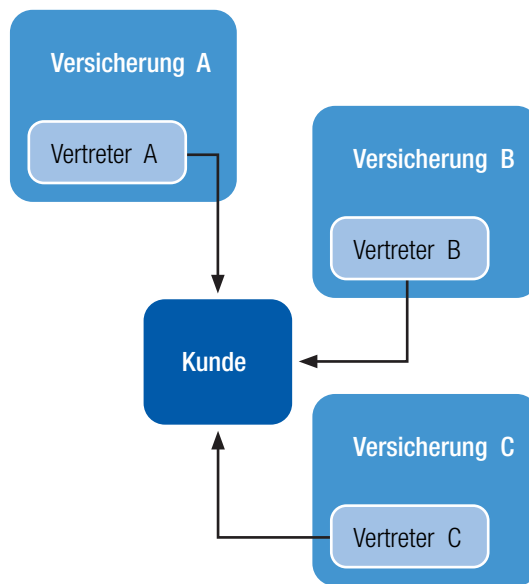 Versicherung A
Vertreter A
Versicherung B
Vertreter B
Kunde
Versicherung C
Vertreter C